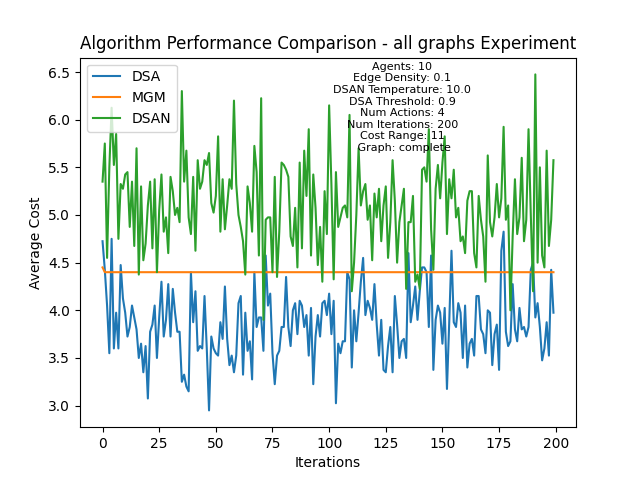 Algorithm Performance Comparison - all graphs Experiment
DSA
MGM
DSAN
Agents: 10
Edge Density: 0.1
DSAN Temperature: 10.0
DSA Threshold: 0.9
Num Actions: 4
Num Iterations: 200
Cost Range: 11
Graph: complete
Average Cost
6.5
6.0
5.5
5.0
4.5
4.0
3.5
3.0
0
25
50
75
100
125
150
175
200
Iterations